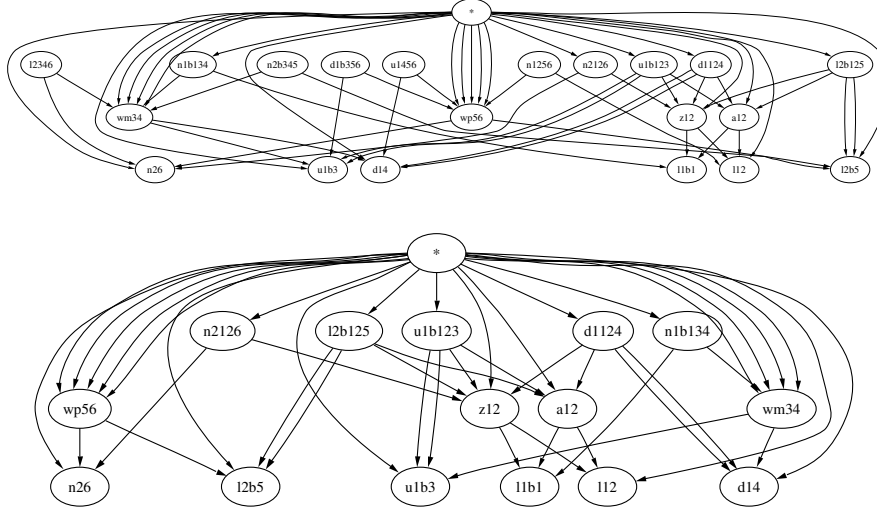 *
l2346 n1b134 n2b345 d1b356 u1456 n1256 n2126 u1b123 d1124 l2b125
wm34 wp56 z12 a12
n26 u1b3 d14 l1b1 l12 l2b5
*
n2126 l2b125 u1b123 d1124 n1b134
wp56 z12 a12 wm34
n26 l2b5 u1b3 l1b1 l12 d14